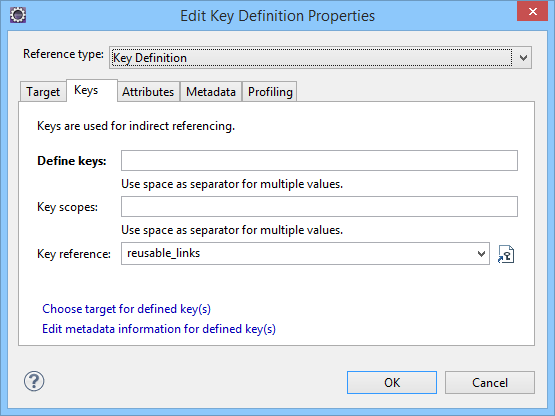 Edit Key Definition Properties
Reference type: Key Definition
Target Keys Attributes Metadata Profiling
Keys are used for indirect referencing.
Define keys:
Use space as separator for multiple values.
Key scopes:
Use space as separator for multiple values.
Key reference: reusable_links
Choose target for defined key(s)
Edit metadata information for defined key(s)
? OK Cancel